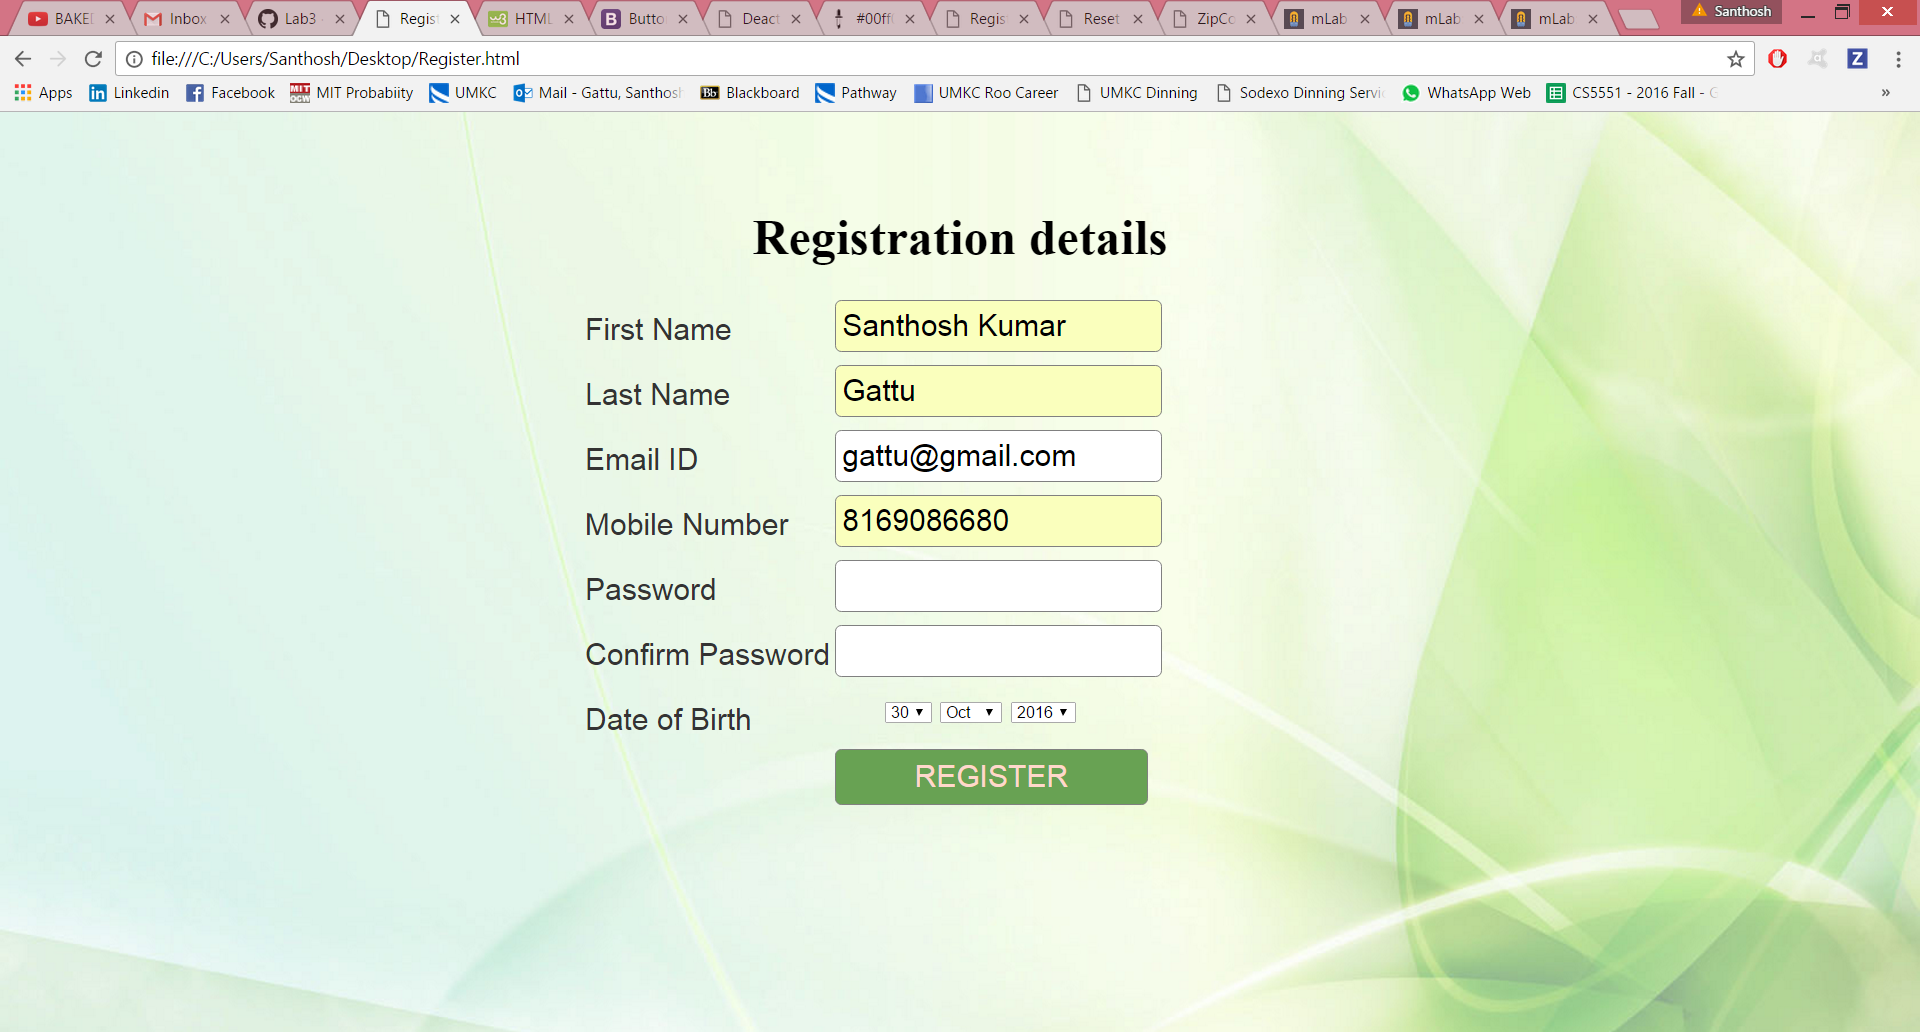 BAKE Inbox Lab3 Regist HTML Butto Deact #00ff Regis Reset ZipCo mLab mLab mLab Santhosh
file:///C:/Users/Santhosh/Desktop/Register.html
Apps Linkedin Facebook MIT Probabiity UMKC Mail - Gattu, Santhosh Blackboard Pathway UMKC Roo Career UMKC Dinning Sodexo Dinning Servic WhatsApp Web CS5551 - 2016 Fall - G »
Registration details
First Name Santhosh Kumar
Last Name Gattu
Email ID gattu@gmail.com
Mobile Number 8169086680
Password
Confirm Password
Date of Birth 30 Oct 2016
REGISTER